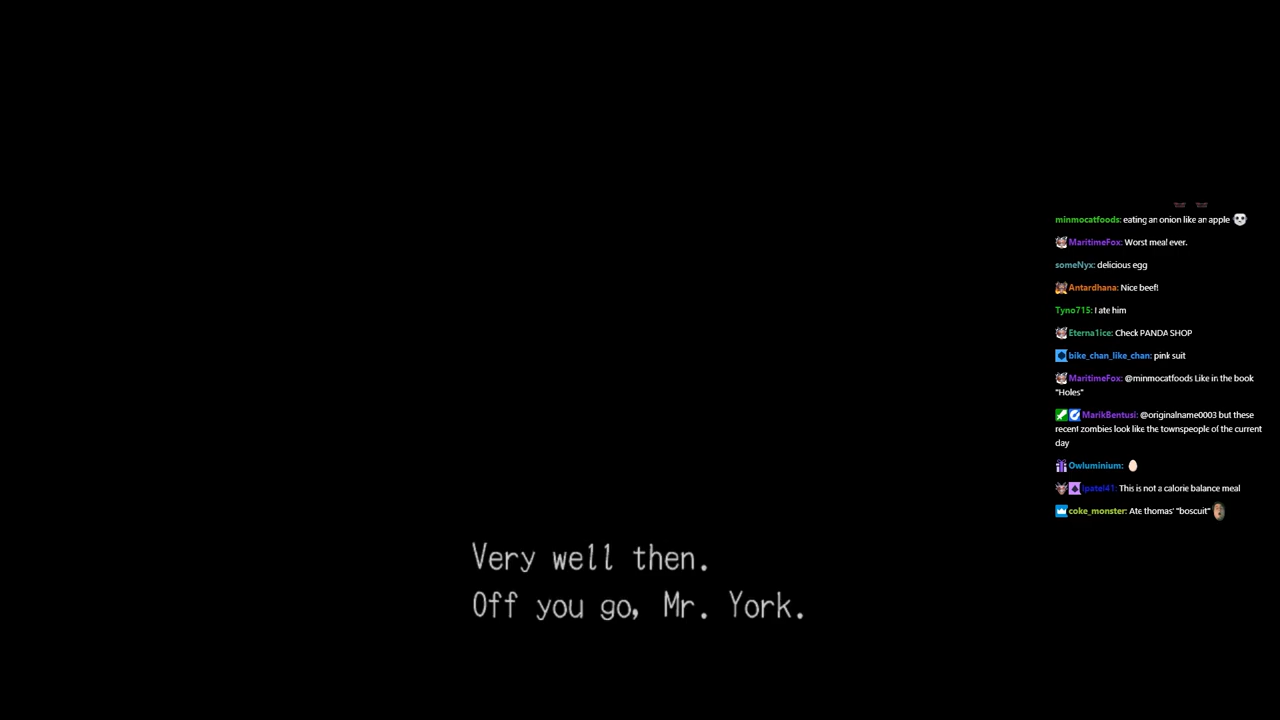 minmocatfoods: eating an onion like an apple
MaritimeFox: Worst meal ever.
someNyx: delicious egg
Antardhana: Nice beef!
Tyno715: I ate him
Eterna1ice: Check PANDA SHOP
bike_chan_like_chan: pink suit
MaritimeFox: @minmocatfoods Like in the book
"Holes"
MarikBentusi: @originalname0003 but these
recent zombies look like the townspeople of the current
day
Owluminium:
lpatel41: This is not a calorie balance meal
coke_monster: Ate thomas' "boscuit"
Very well then.
Off you go, Mr. York.